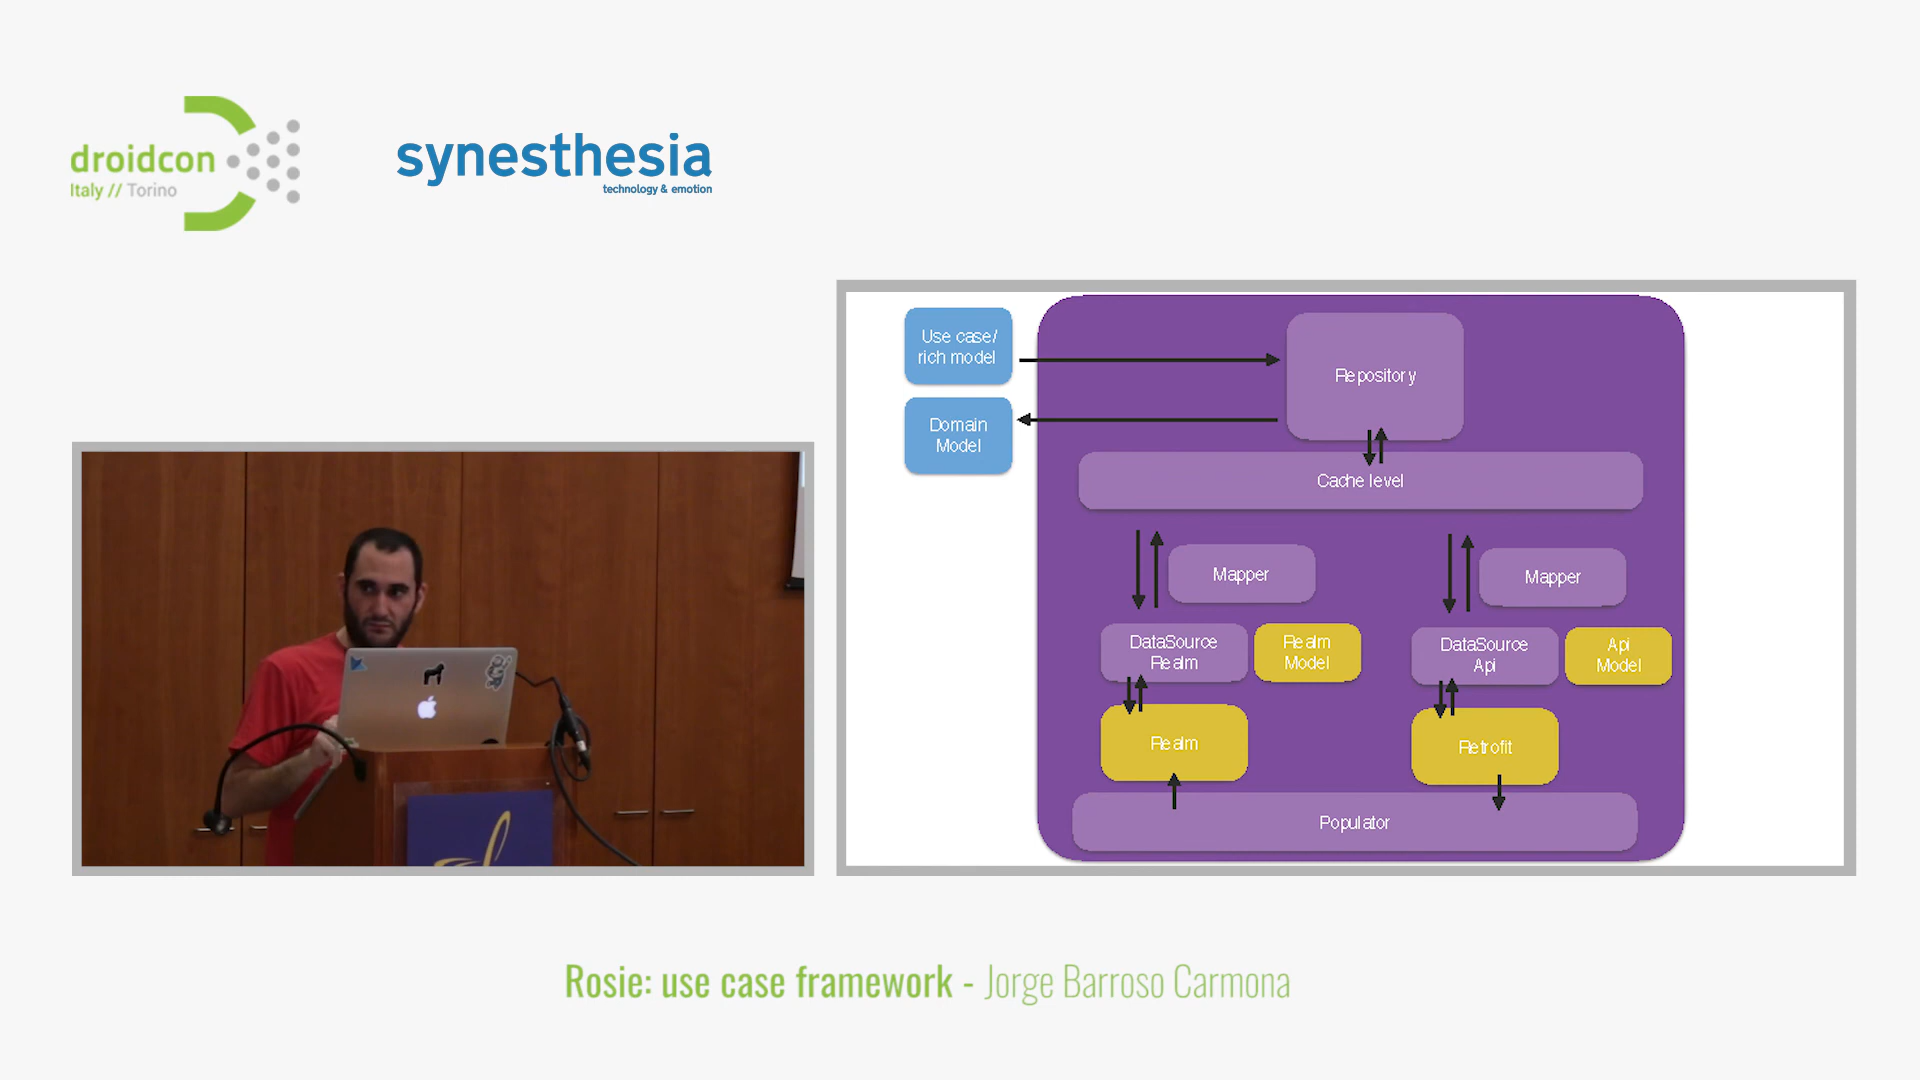 droidcon
Italy // Torino
synesthesia
technology & emotion
Use case/
rich model
Domain
Model
Repository
Cache level
Mapper
Mapper
DataSource
Realm
Realm
Model
DataSource
Api
Api
Model
Realm
Retrofit
Populator
Rosie: use case framework - Jorge Barroso Carmona